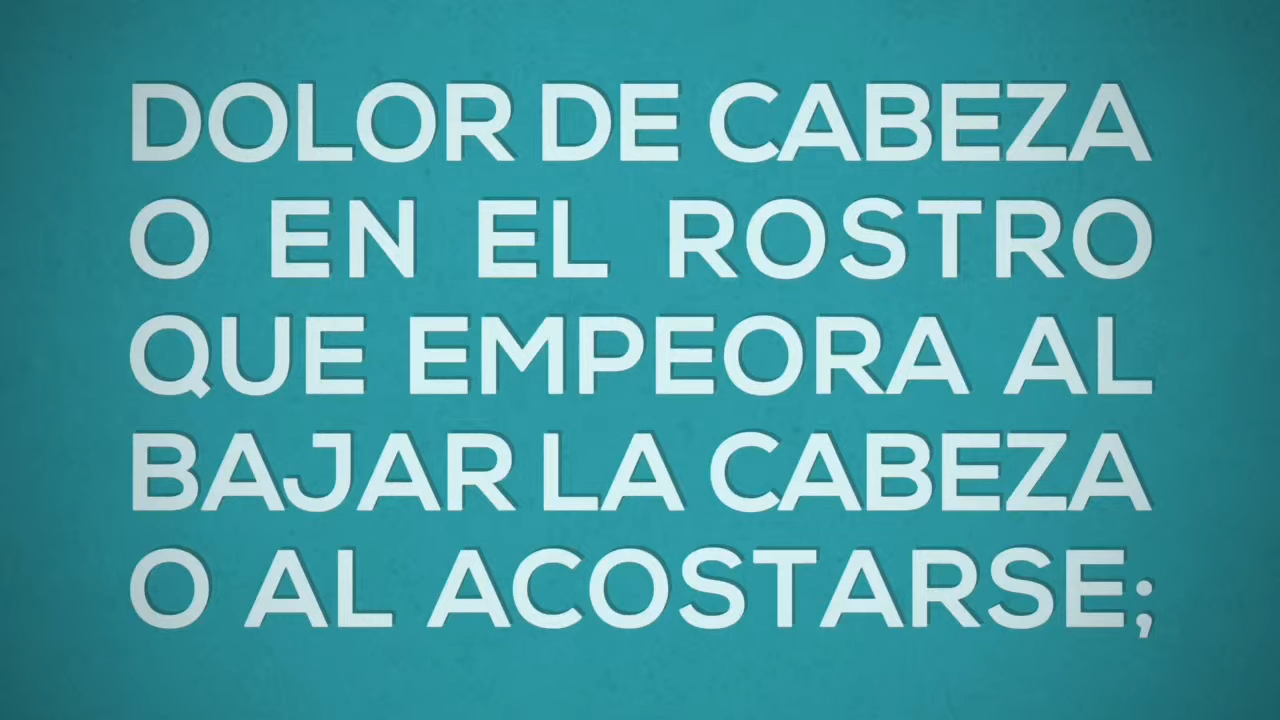 DOLOR DE CABEZA
O EN EL ROSTRO
QUE EMPEORA AL
BAJAR LA CABEZA
O AL ACOSTARSE;